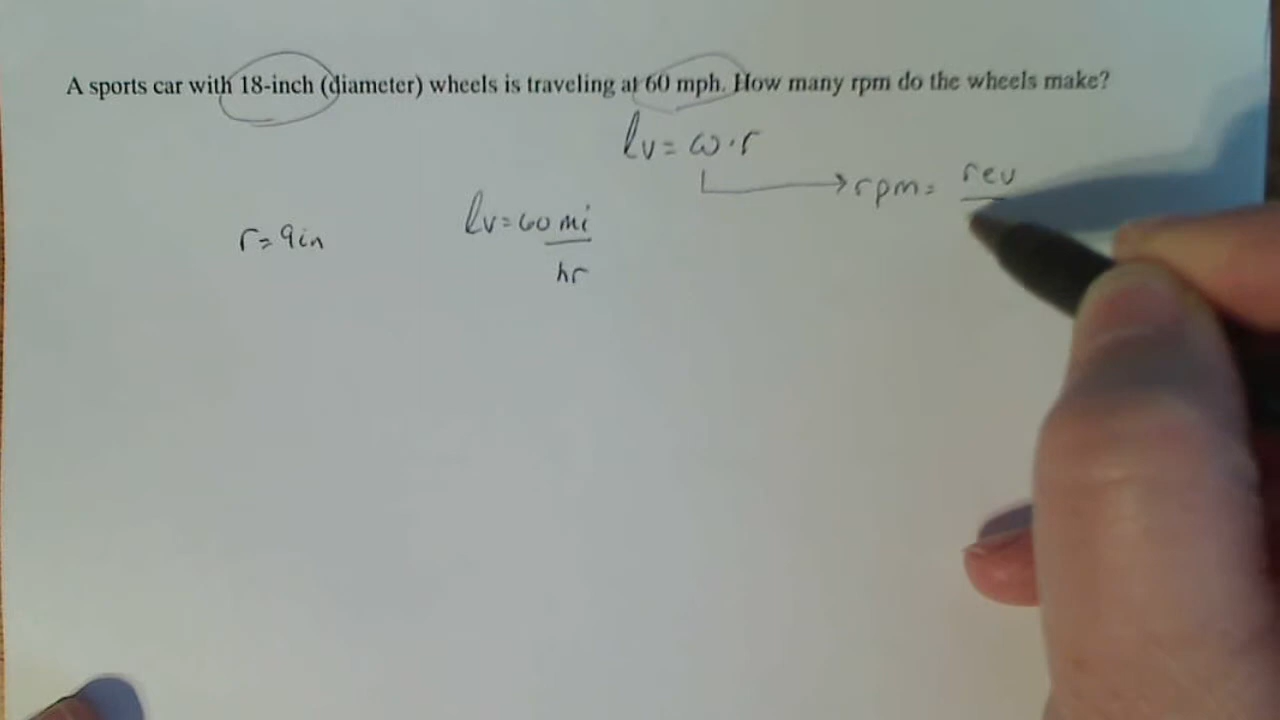 A sports car with 18-inch (diameter) wheels is traveling at 60 mph. How many rpm do the wheels make?
lv = ω · r
rpm = rev
r = 9in
lv = 60 mi
hr